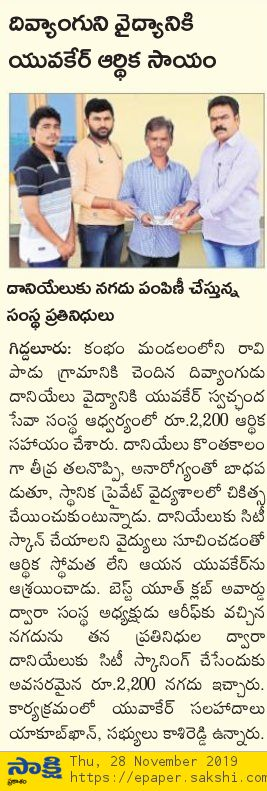 దివ్యాంగుని వైద్యానికి
యువకేర్ ఆర్థిక సాయం
దానియేలుకు నగదు పంపిణీ చేస్తున్న
సంస్థ ప్రతినిధులు
గిద్దలూరు: కంభం మండలంలోని రావి
పాడు గ్రామానికి చెందిన దివ్యాంగుడు
దానియేలు వైద్యానికి యువకేర్ స్వచ్ఛంద
సేవా సంస్థ ఆధ్వర్యంలో రూ.2,200 ఆర్థిక
సహాయం చేశారు. దానియేలు కొంతకాలం
గా తీవ్ర తలనొప్పి, అనారోగ్యంతో బాధప
డుతూ, స్థానిక ప్రైవేట్ వైద్యశాలలో చికిత్స
చేయించుకుంటున్నాడు. దానియేలుకు సిటీ
స్కాన్ చేయాలని వైద్యులు సూచించడంతో
ఆర్థిక స్థోమత లేని ఆయన యువకేర్‌ను
ఆశ్రయించాడు. బెస్ట్ యూత్ క్లబ్ అవార్డు
ద్వారా సంస్థ అధ్యక్షుడు ఆరీఫ్‌కు వచ్చిన
నగదును తన ప్రతినిధుల ద్వారా
దానియేలుకు సిటీ స్కానింగ్ చేసేందుకు
అవసరమైన రూ.2,200 నగదు ఇచ్చారు.
కార్యక్రమంలో యువాకేర్ సలహాదాలు
యాకూబ్‌ఖాన్, సభ్యులు కాశిరెడ్డి ఉన్నారు.
సాక్షి Thu, 28 November 2019
ప్రకాశం https://epaper.sakshi.com